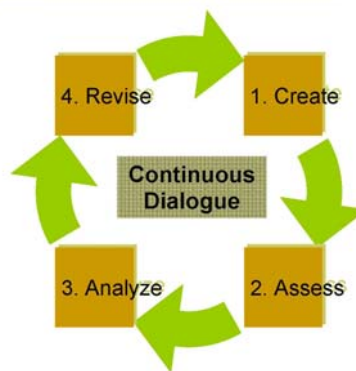 4. Revise
1. Create
Continuous
Dialogue
3. Analyze
2. Assess